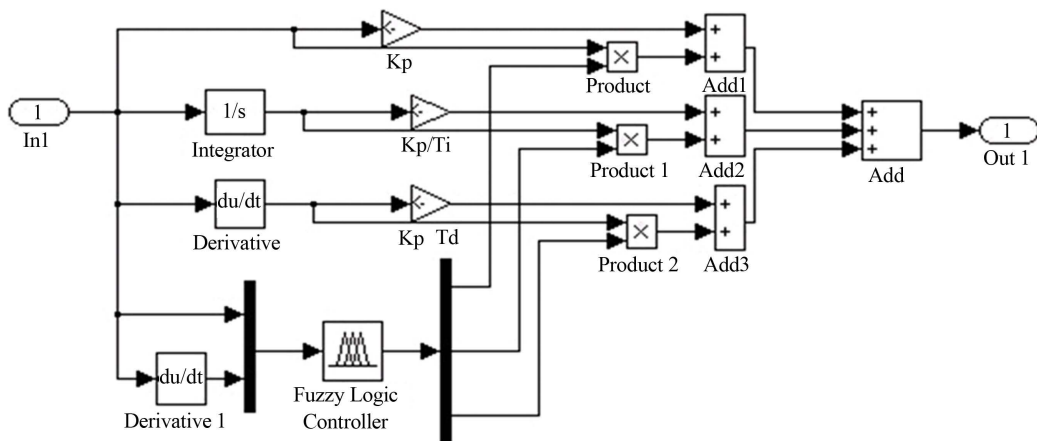 Kp
+
+
Add1
×
Product
1
In1
1/s
Integrator
Kp/Ti
×
Product 1
+
+
Add2
+
+
+
Add
1
Out 1
du/dt
Derivative
Kp Td
×
Product 2
+
+
Add3
du/dt
Derivative 1
Fuzzy Logic
Controller